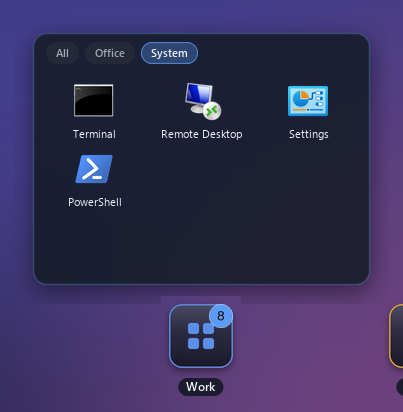 All Office System
Terminal Remote Desktop Settings
PowerShell
8
Work